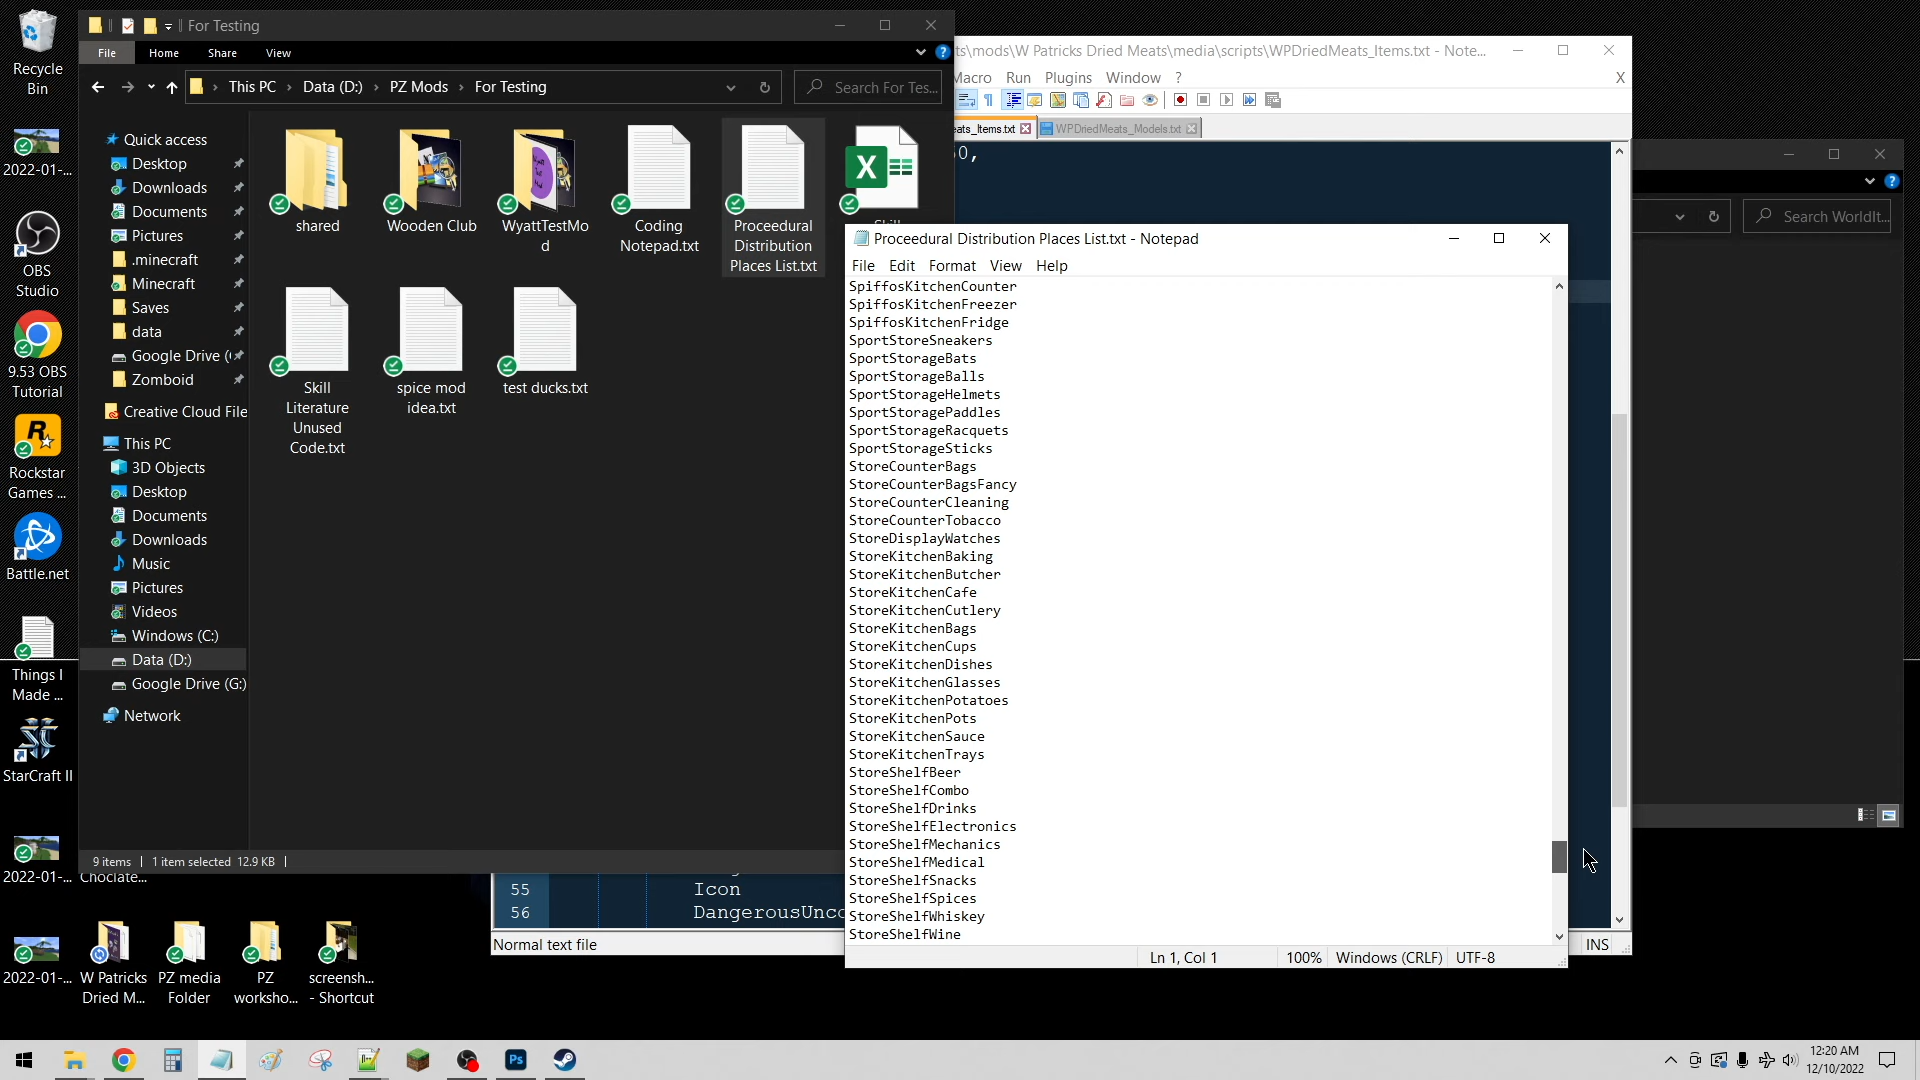 Recycle
Bin
2022-01-...
OBS
Studio
9.53 OBS
Tutorial
Rockstar
Games ...
Battle.net
Things I
Made ...
StarCraft II
2022-01-...
Choclate...
2022-01-...
W Patricks
Dried M...
PZ media
Folder
PZ
worksho...
screensh...
- Shortcut
For Testing
File
Home
Share
View
This PC
Data (D:)
PZ Mods
For Testing
Search For Tes...
Quick access
Desktop
Downloads
Documents
Pictures
.minecraft
Minecraft
Saves
data
Google Drive (
Zomboid
Creative Cloud File
This PC
3D Objects
Desktop
Documents
Downloads
Music
Pictures
Videos
Windows (C:)
Data (D:)
Google Drive (G:)
Network
shared
Wooden Club
WyattTestMo
d
Coding
Notepad.txt
Proceedural
Distribution
Places List.txt
Skill
Literature
Unused
Code.txt
spice mod
idea.txt
test ducks.txt
9 items
1 item selected 12.9 KB
ts\mods\W Patricks Dried Meats\media\scripts\WPDriedMeats_Items.txt - Note...
Macro
Run
Plugins
Window
?
X
eats_Items.txt
WPDriedMeats_Models.txt
0,
55
Icon
56
DangerousUnco
Normal text file
INS
Search WorldIt...
Proceedural Distribution Places List.txt - Notepad
File
Edit
Format
View
Help
SpiffosKitchenCounter
SpiffosKitchenFreezer
SpiffosKitchenFridge
SportStoreSneakers
SportStorageBats
SportStorageBalls
SportStorageHelmets
SportStoragePaddles
SportStorageRacquets
SportStorageSticks
StoreCounterBags
StoreCounterBagsFancy
StoreCounterCleaning
StoreCounterTobacco
StoreDisplayWatches
StoreKitchenBaking
StoreKitchenButcher
StoreKitchenCafe
StoreKitchenCutlery
StoreKitchenBags
StoreKitchenCups
StoreKitchenDishes
StoreKitchenGlasses
StoreKitchenPotatoes
StoreKitchenPots
StoreKitchenSauce
StoreKitchenTrays
StoreShelfBeer
StoreShelfCombo
StoreShelfDrinks
StoreShelfElectronics
StoreShelfMechanics
StoreShelfMedical
StoreShelfSnacks
StoreShelfSpices
StoreShelfWhiskey
StoreShelfWine
Ln 1, Col 1
100%
Windows (CRLF)
UTF-8
12:20 AM
12/10/2022